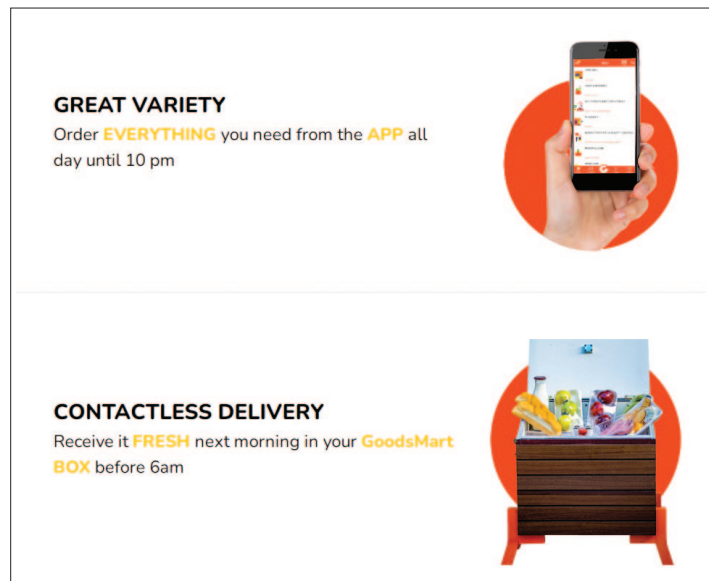 GREAT VARIETY
Order EVERYTHING you need from the APP all
day until 10 pm
CONTACTLESS DELIVERY
Receive it FRESH next morning in your GoodsMart
BOX before 6am